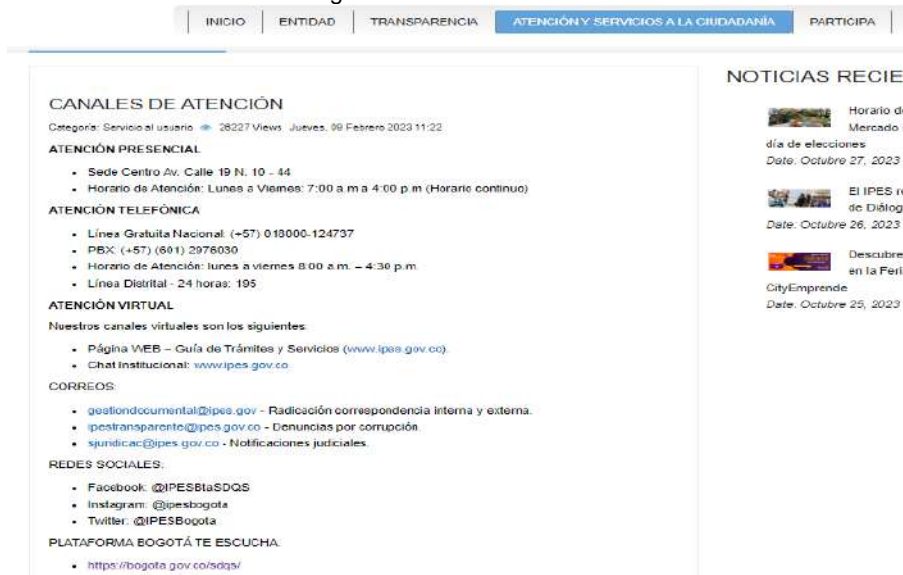 INICIO
ENTIDAD
TRANSPARENCIA
ATENCIÓN Y SERVICIOS A LA CIUDADANÍA
PARTICIPA
CANALES DE ATENCIÓN
Categoría: Servicio al usuario 28227 Views Jueves, 09 Febrero 2023 11:22
ATENCIÓN PRESENCIAL
• Sede Centro Av. Calle 19 N. 10 - 44
• Horario de Atención: Lunes a Viernes: 7:00 a.m a 4:00 p.m (Horario continuo)
ATENCIÓN TELEFÓNICA
• Línea Gratuita Nacional: (+57) 018000-124737
• PBX: (+57) (601) 2976030
• Horario de Atención: lunes a viernes 8:00 a.m. – 4:30 p.m.
• Línea Distrital - 24 horas: 195
ATENCIÓN VIRTUAL
Nuestros canales virtuales son los siguientes:
• Página WEB – Guía de Trámites y Servicios (www.ipes.gov.co).
• Chat Institucional: www.ipes.gov.co
CORREOS:
• gestiondocumental@ipes.gov - Radicación correspondencia interna y externa.
• ipestransparente@ipes.gov.co - Denuncias por corrupción
• sjuridicac@ipes.gov.co - Notificaciones judiciales.
REDES SOCIALES:
• Facebook: @IPESBtaSDQS
• Instagram: @ipesbogota
• Twitter: @IPESBogota
PLATAFORMA BOGOTÁ TE ESCUCHA:
• https://bogota.gov.co/sdqs/
NOTICIAS RECIE
Horario d
Mercado
día de elecciones
Date: Octubre 27, 2023
El IPES r
de Diálog
Date: Octubre 26, 2023
Descubre
en la Feri
CityEmprende
Date: Octubre 25, 2023